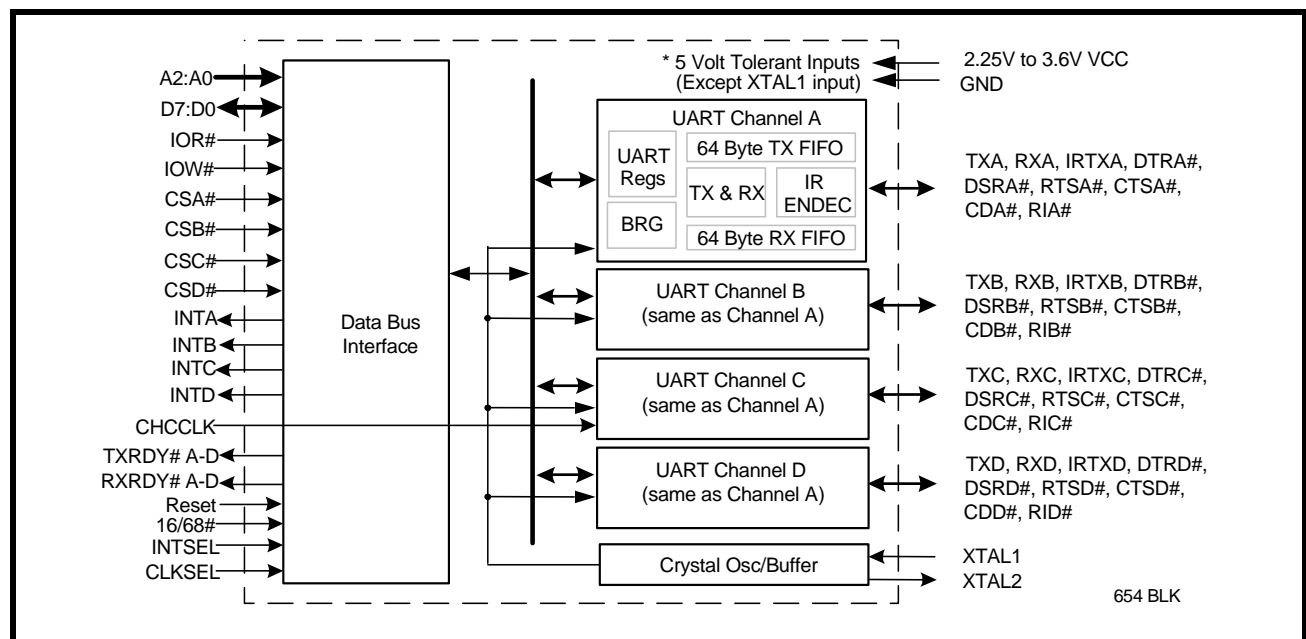 A2:A0
D7:D0
IOR#
IOW#
CSA#
CSB#
CSC#
CSD#
INTA
INTB
INTC
INTD
CHCCLK
TXRDY# A-D
RXRDY# A-D
Reset
16/68#
INTSEL
CLKSEL
Data Bus
Interface
* 5 Volt Tolerant Inputs
(Except XTAL1 input)
2.25V to 3.6V VCC
GND
UART Channel A
UART
Regs
BRG
64 Byte TX FIFO
TX & RX
IR
ENDEC
64 Byte RX FIFO
TXA, RXA, IRTXA, DTRA#,
DSRA#, RTSA#, CTSA#,
CDA#, RIA#
UART Channel B
(same as Channel A)
TXB, RXB, IRTXB, DTRB#,
DSRB#, RTSB#, CTSB#,
CDB#, RIB#
UART Channel C
(same as Channel A)
TXC, RXC, IRTXC, DTRC#,
DSRC#, RTSC#, CTSC#,
CDC#, RIC#
UART Channel D
(same as Channel A)
TXD, RXD, IRTXD, DTRD#,
DSRD#, RTSD#, CTSD#,
CDD#, RID#
Crystal Osc/Buffer
XTAL1
XTAL2
654 BLK